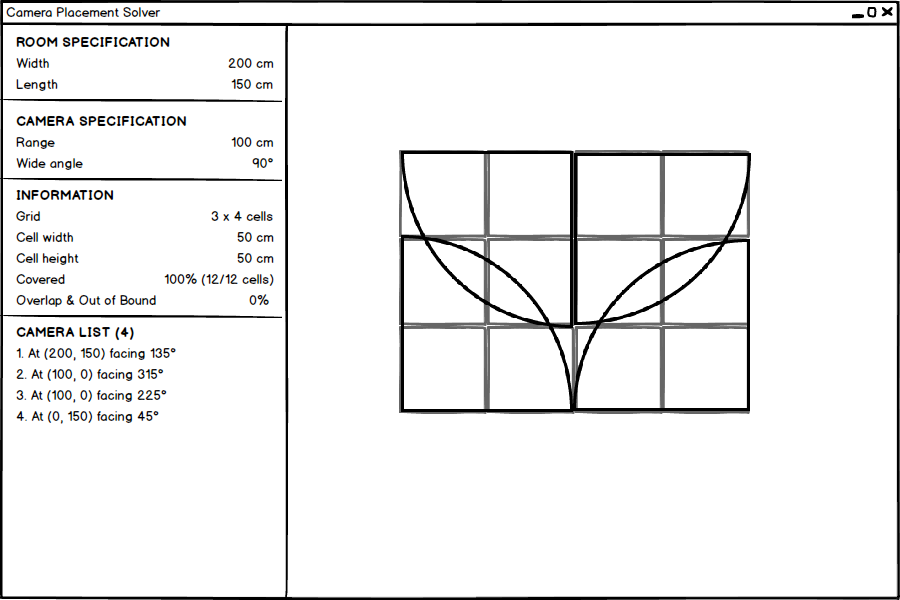 Camera Placement Solver
ROOM SPECIFICATION
Width 200 cm
Length 150 cm
CAMERA SPECIFICATION
Range 100 cm
Wide angle 90°
INFORMATION
Grid 3 x 4 cells
Cell width 50 cm
Cell height 50 cm
Covered 100% (12/12 cells)
Overlap & Out of Bound 0%
CAMERA LIST (4)
1. At (200, 150) facing 135°
2. At (100, 0) facing 315°
3. At (100, 0) facing 225°
4. At (0, 150) facing 45°